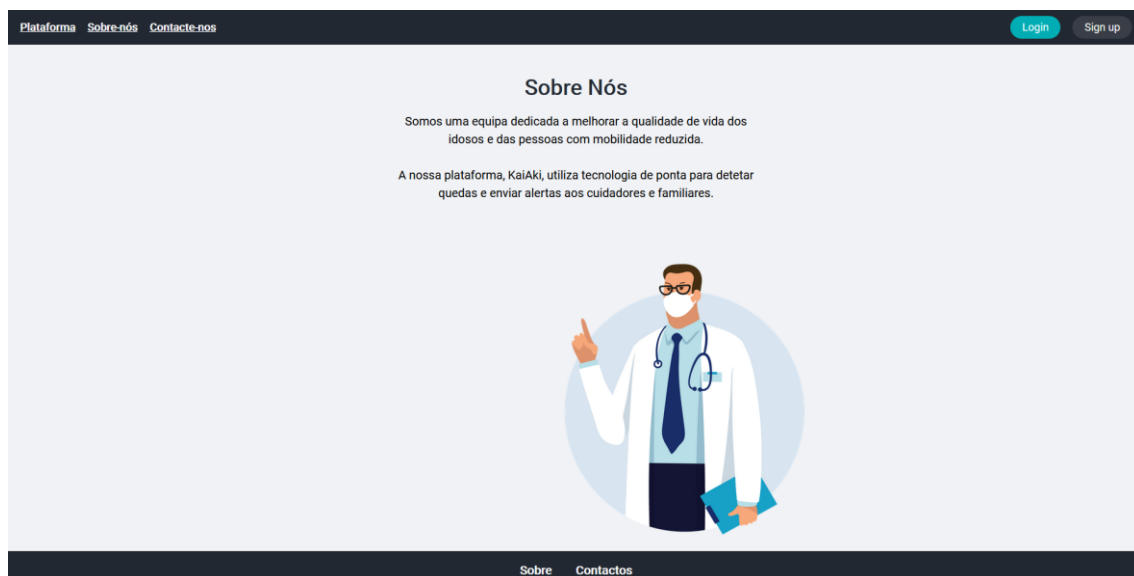 Plataforma Sobre-nós Contacte-nos Login Sign up
Sobre Nós
Somos uma equipa dedicada a melhorar a qualidade de vida dos
idosos e das pessoas com mobilidade reduzida.
A nossa plataforma, KaiAki, utiliza tecnologia de ponta para detetar
quedas e enviar alertas aos cuidadores e familiares.
Sobre Contactos